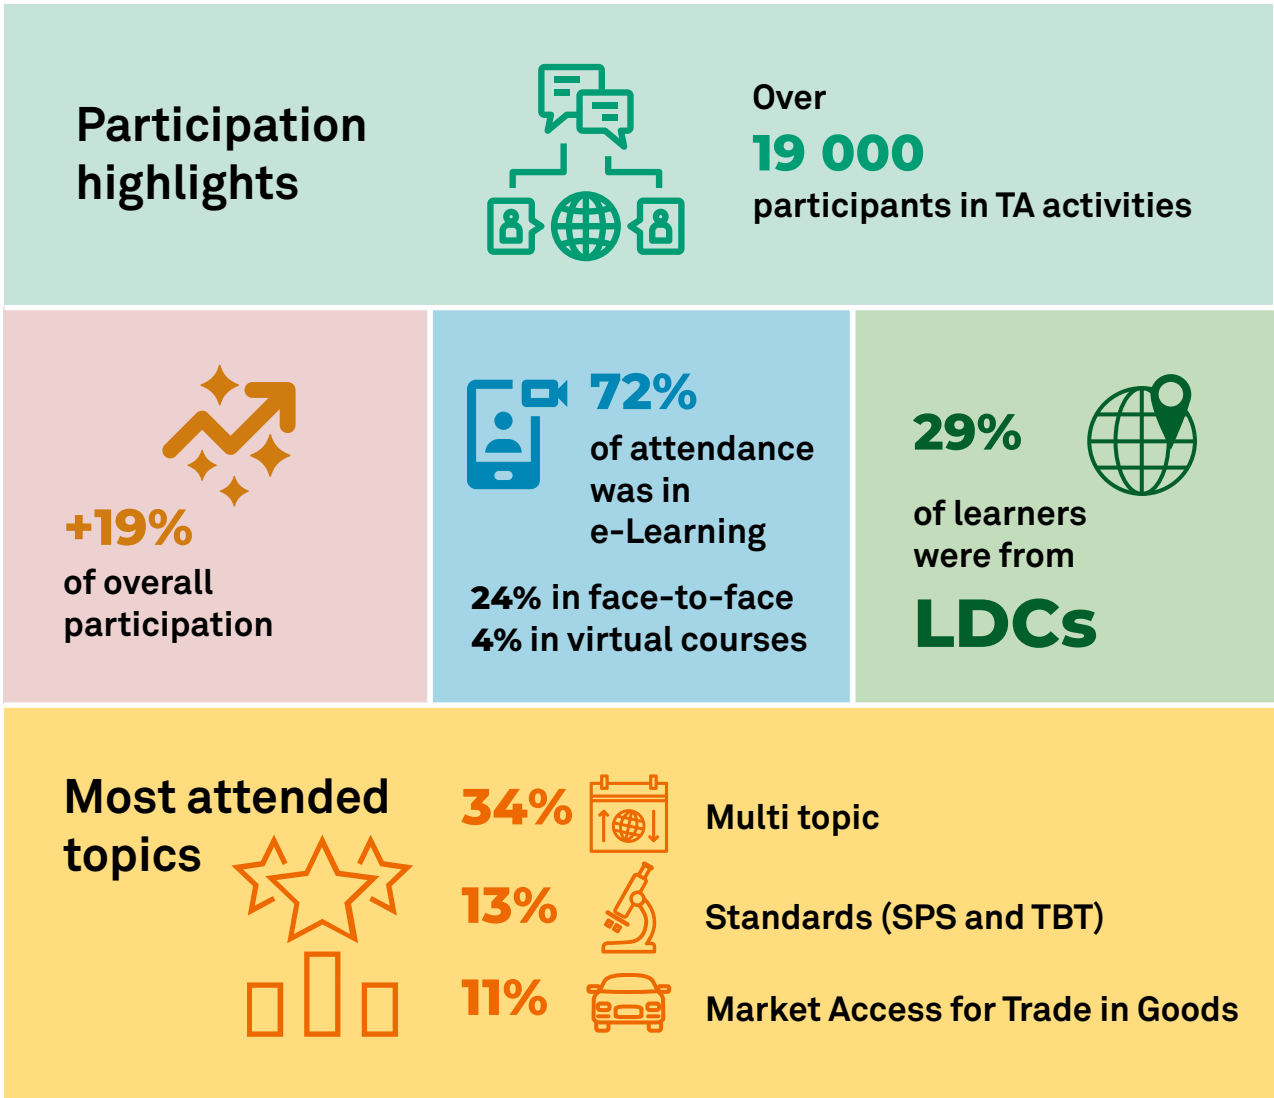 Participation
highlights
Over
19 000
participants in TA activities
+19%
of overall
participation
72%
of attendance
was in
e-Learning
24% in face-to-face
4% in virtual courses
29%
of learners
were from
LDCs
Most attended
topics
34%
Multi topic
13%
Standards (SPS and TBT)
11%
Market Access for Trade in Goods